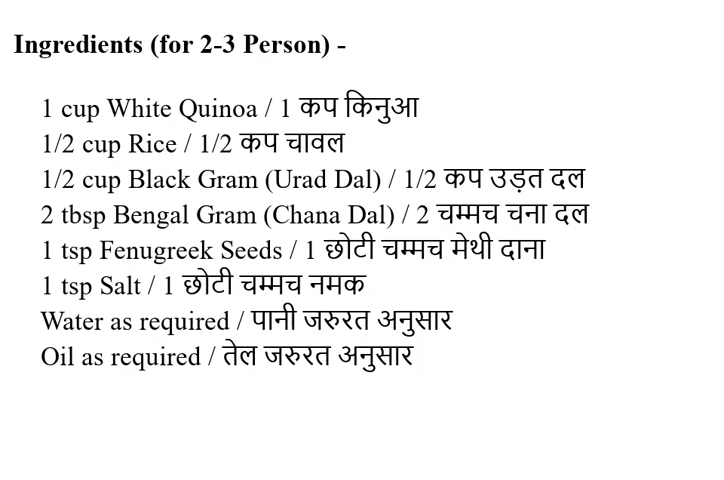 Ingredients (for 2-3 Person) -
1 cup White Quinoa / 1 कप किनुआ
1/2 cup Rice / 1/2 कप चावल
1/2 cup Black Gram (Urad Dal) / 1/2 कप उड़त दल
2 tbsp Bengal Gram (Chana Dal) / 2 चम्मच चना दल
1 tsp Fenugreek Seeds / 1 छोटी चम्मच मेथी दाना
1 tsp Salt / 1 छोटी चम्मच नमक
Water as required / पानी जरुरत अनुसार
Oil as required / तेल जरुरत अनुसार